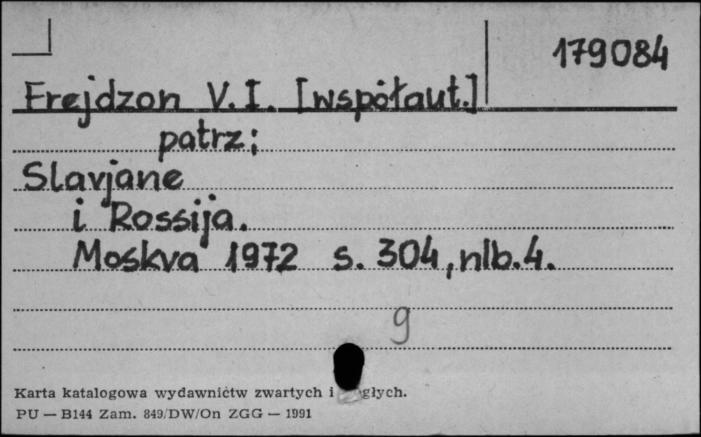 179084
Frejdzon V. I. [współaut.]
patrz:
Slavjane
i Rossija.
Moskva 1972 s. 304, nlb. 4.
9
Karta katalogowa wydawnictw zwartych i głych.
PU — B144 Zam. 849/DW/On ZGG — 1991